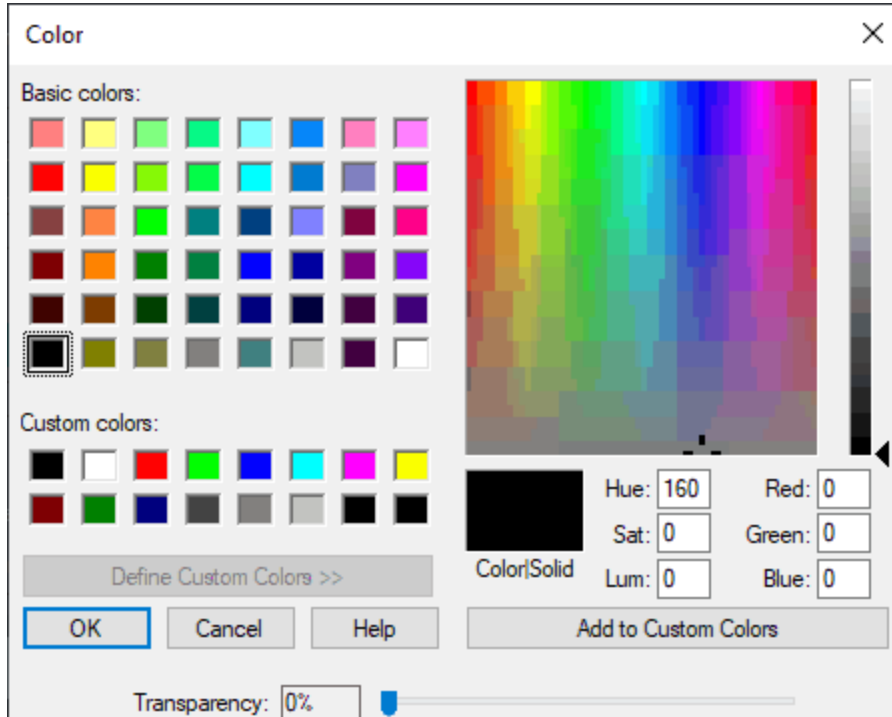 Color
Basic colors:
Custom colors:
Define Custom Colors >>
OK Cancel Help
Hue: 160 Red: 0
Sat: 0 Green: 0
Color|Solid Lum: 0 Blue: 0
Add to Custom Colors
Transparency: 0%